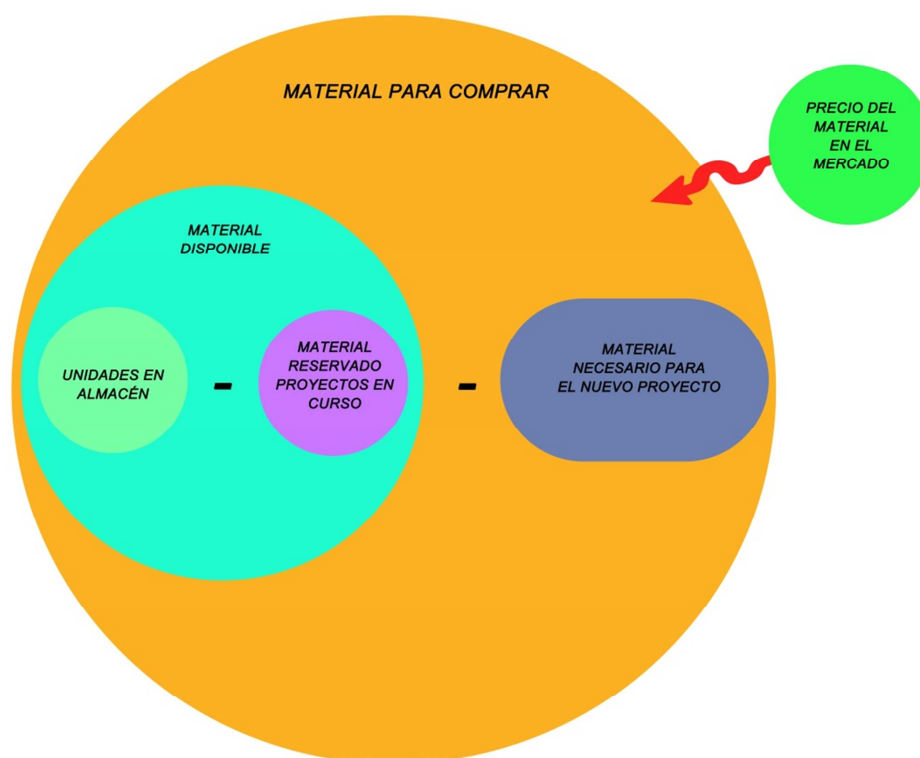 MATERIAL PARA COMPRAR
PRECIO DEL
MATERIAL
EN EL
MERCADO
MATERIAL
DISPONIBLE
UNIDADES EN
ALMACÉN
-
MATERIAL
RESERVADO
PROYECTOS EN
CURSO
-
MATERIAL
NECESARIO PARA
EL NUEVO PROYECTO